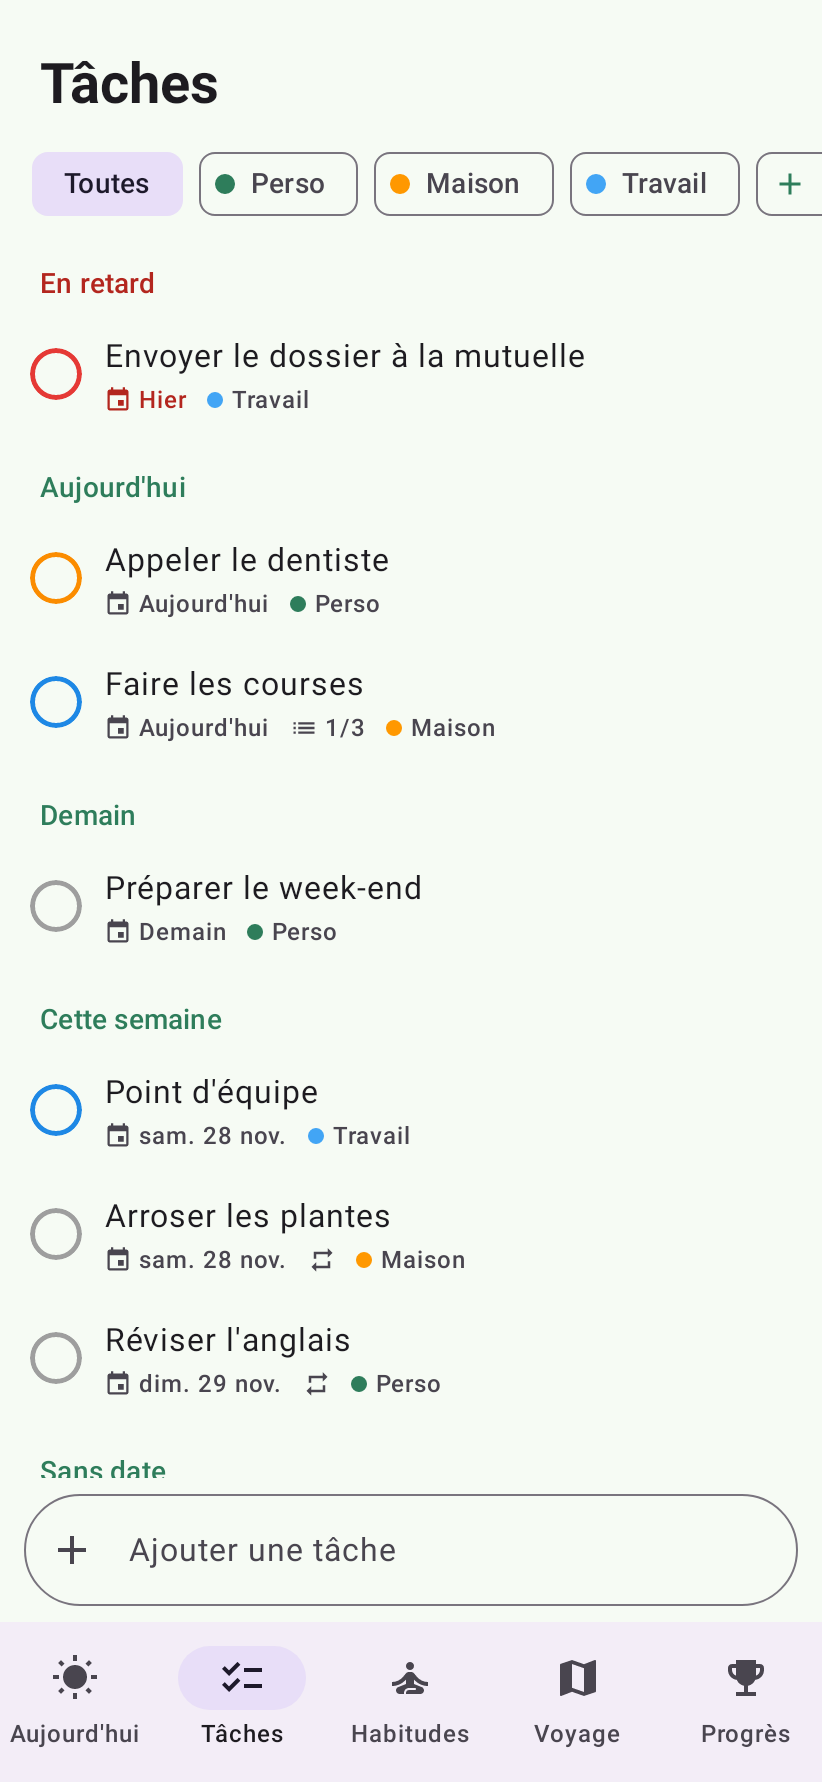 Tâches
Toutes Perso Maison Travail
En retard
Envoyer le dossier à la mutuelle
Hier Travail
Aujourd'hui
Appeler le dentiste
Aujourd'hui Perso
Faire les courses
Aujourd'hui 1/3 Maison
Demain
Préparer le week-end
Demain Perso
Cette semaine
Point d'équipe
sam. 28 nov. Travail
Arroser les plantes
sam. 28 nov. Maison
Réviser l'anglais
dim. 29 nov. Perso
Sans date
Ajouter une tâche
Aujourd'hui Tâches Habitudes Voyage Progrès